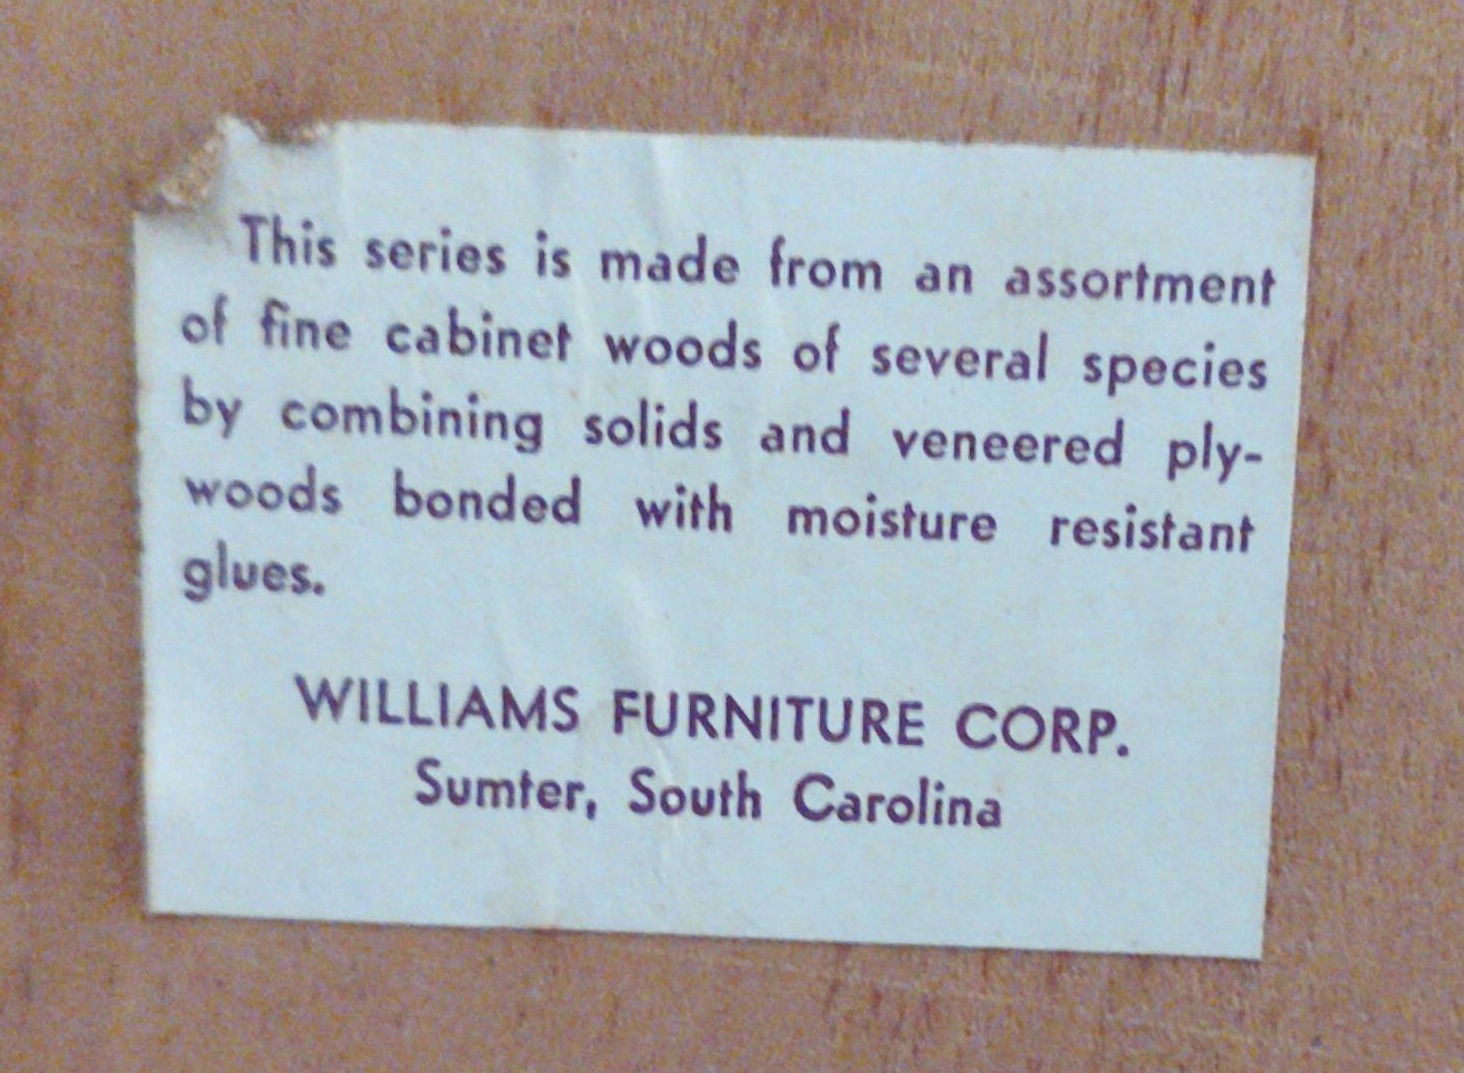 This series is made from an assortment
of fine cabinet woods of several species
by combining solids and veneered ply-
woods bonded with moisture resistant
glues.
WILLIAMS FURNITURE CORP.
Sumter, South Carolina